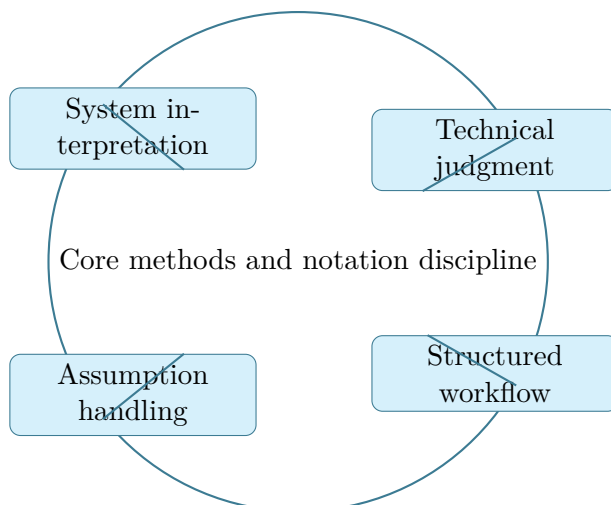 System in-
terpretation
Technical
judgment
Core methods and notation discipline
Assumption
handling
Structured
workflow